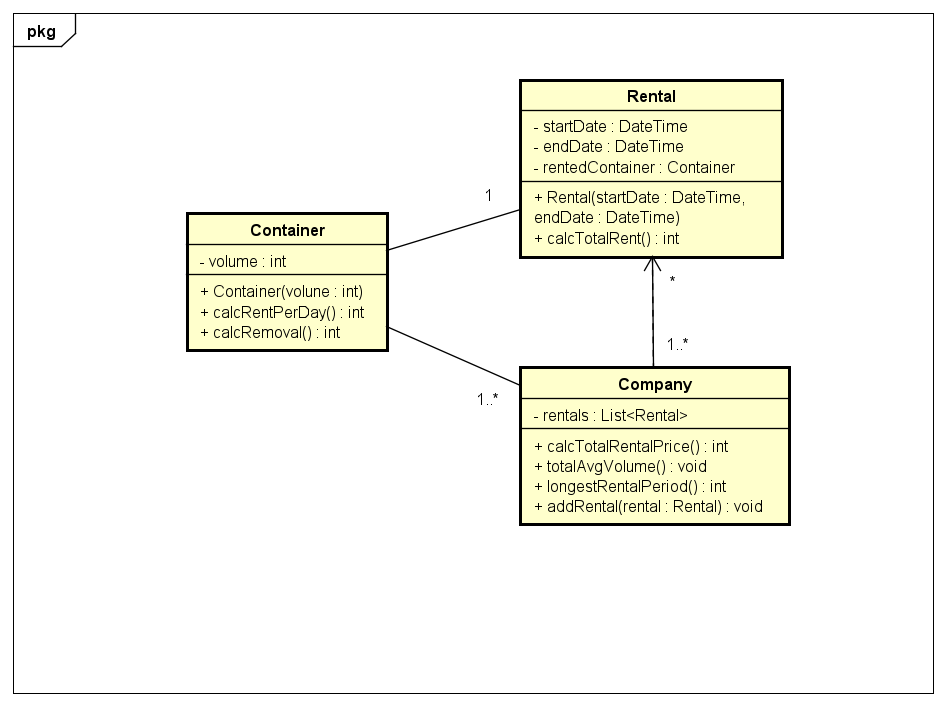 pkg
Rental
- startDate : DateTime
- endDate : DateTime
- rentedContainer : Container
+ Rental(startDate : DateTime,
endDate : DateTime)
+ calcTotalRent() : int
1
Container
- volume : int
+ Container(volune : int)
+ calcRentPerDay() : int
+ calcRemoval() : int
*
1..*
1..*
Company
- rentals : List<Rental>
+ calcTotalRentalPrice() : int
+ totalAvgVolume() : void
+ longestRentalPeriod() : int
+ addRental(rental : Rental) : void